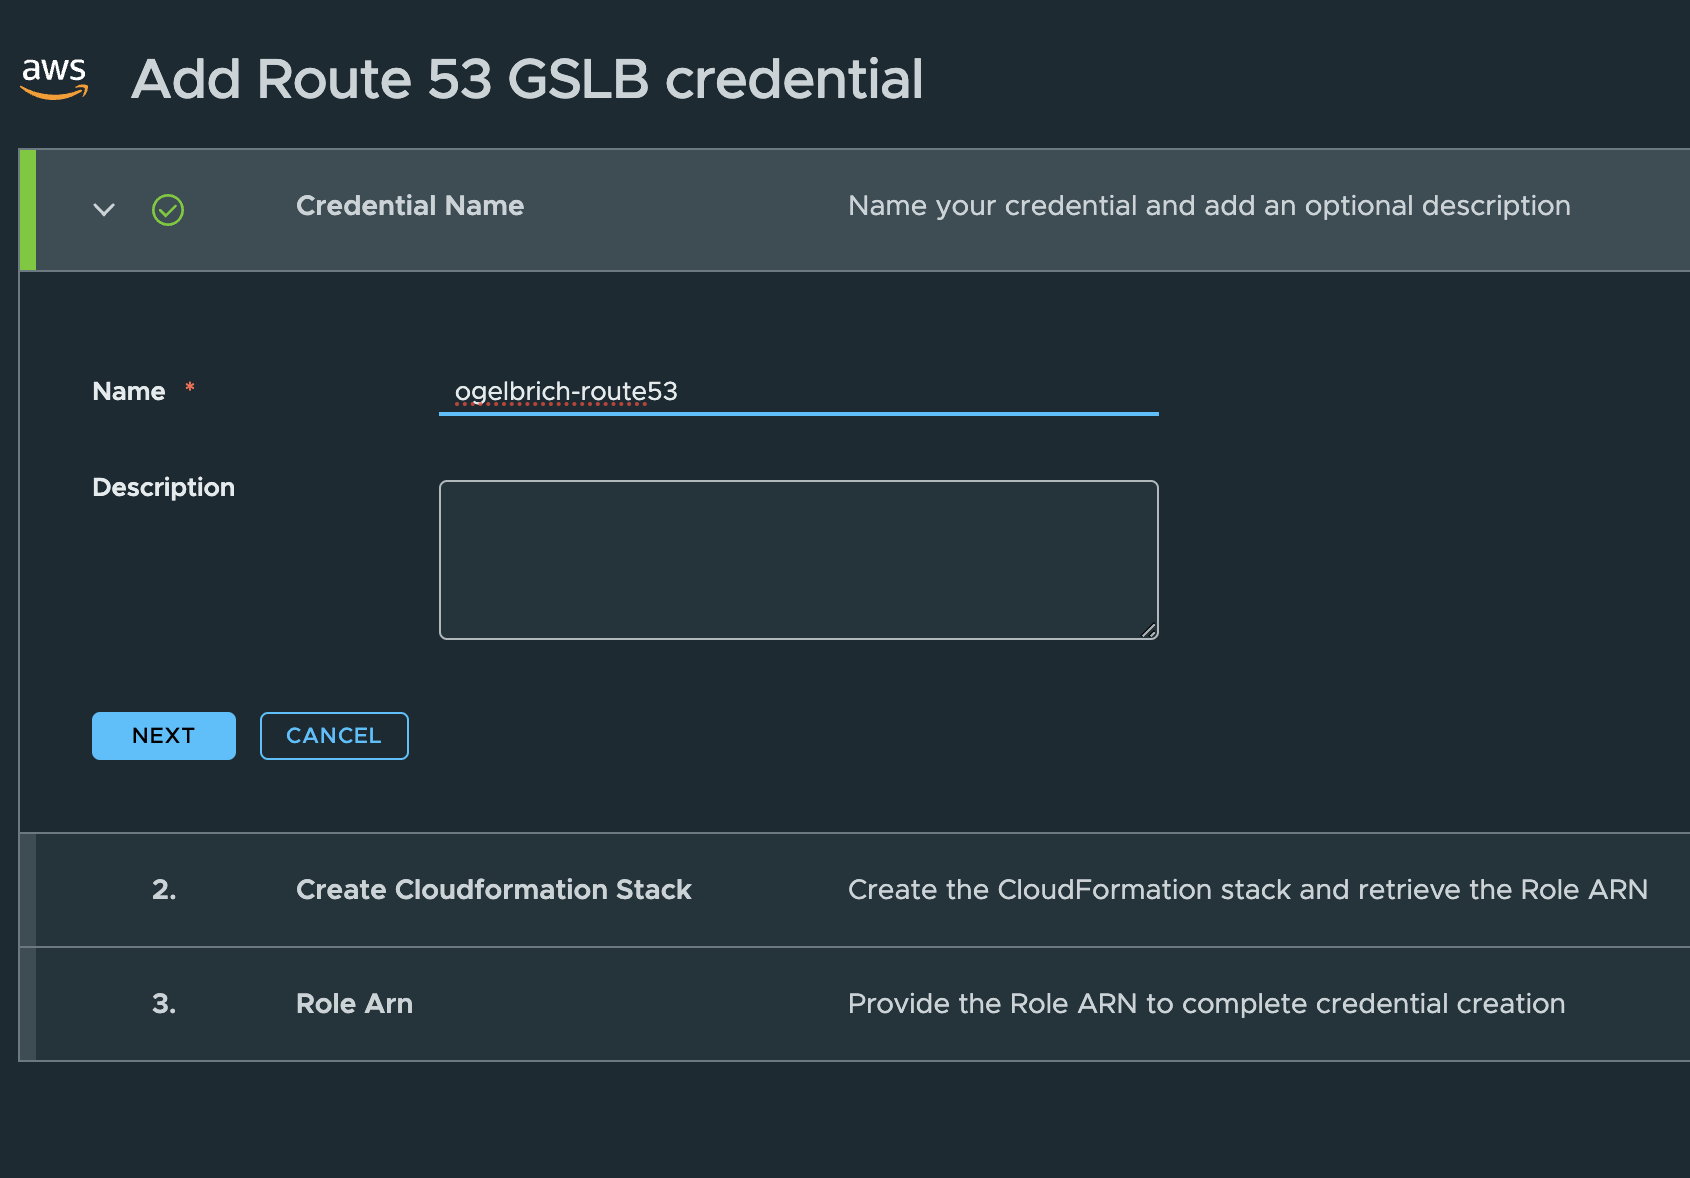 aws Add Route 53 GSLB credential
Credential Name Name your credential and add an optional description
Name * ogelbrich-route53
Description
NEXT CANCEL
2. Create Cloudformation Stack Create the CloudFormation stack and retrieve the Role ARN
3. Role Arn Provide the Role ARN to complete credential creation